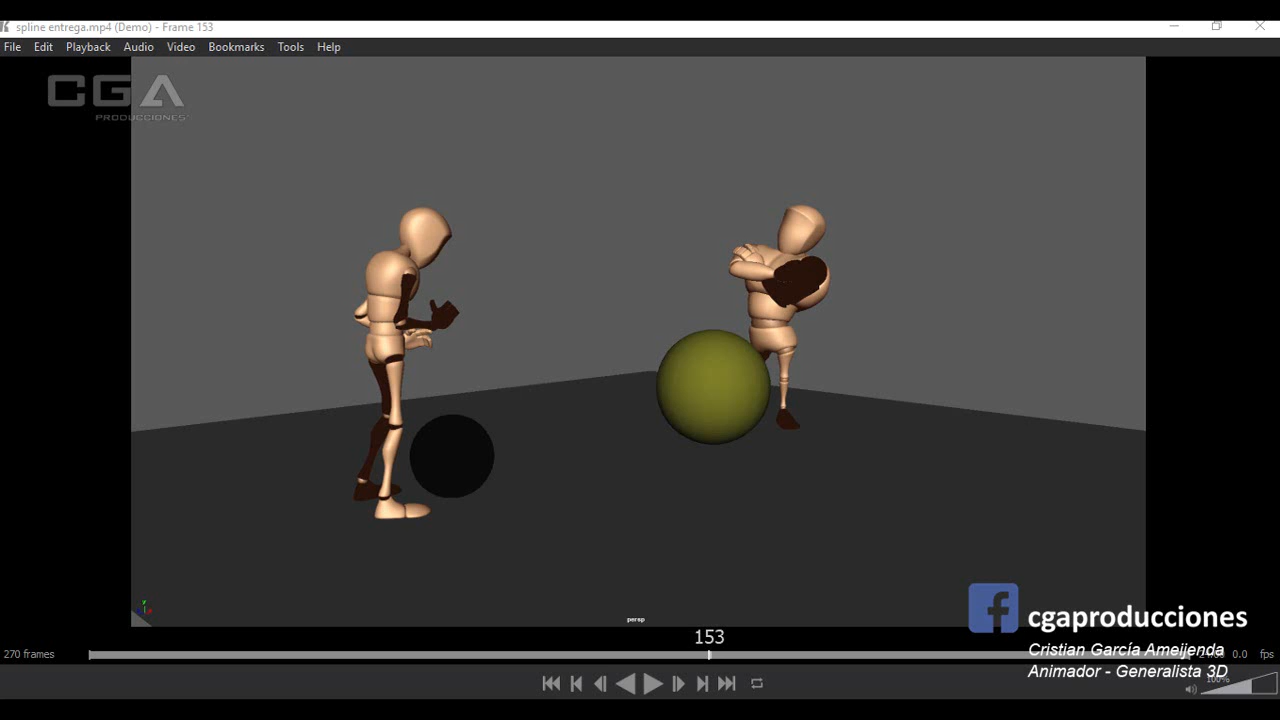 spline entrega.mp4 (Demo) - Frame 153
File Edit Playback Audio Video Bookmarks Tools Help
CGA
PRODUCCIONES
persp
153
270 frames
0.0 fps
cgaproducciones
Cristian García Ameijenda
Animador - Generalista 3D
100%